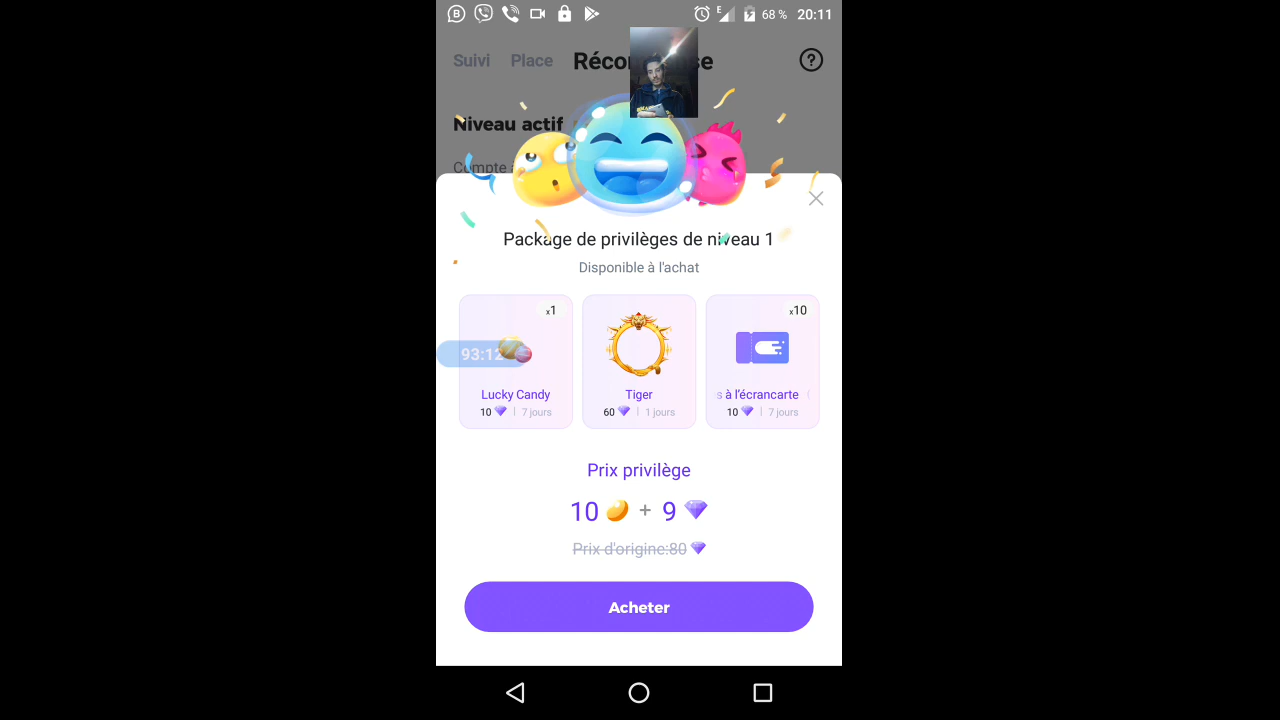 68 % 20:11
Suivi Place
Niveau actif
Package de privilèges de niveau 1
Disponible à l'achat
x1
x10
93:12
Lucky Candy
Tiger
s à l'écrancarte
10 | 7 jours
60 | 1 jours
10 | 7 jours
Prix privilège
10 + 9
Prix d'origine:80
Acheter